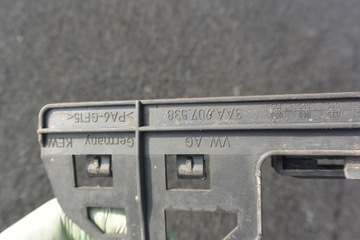 >PA6-GF15< 3AA.907.538
Germany KEW VW AG